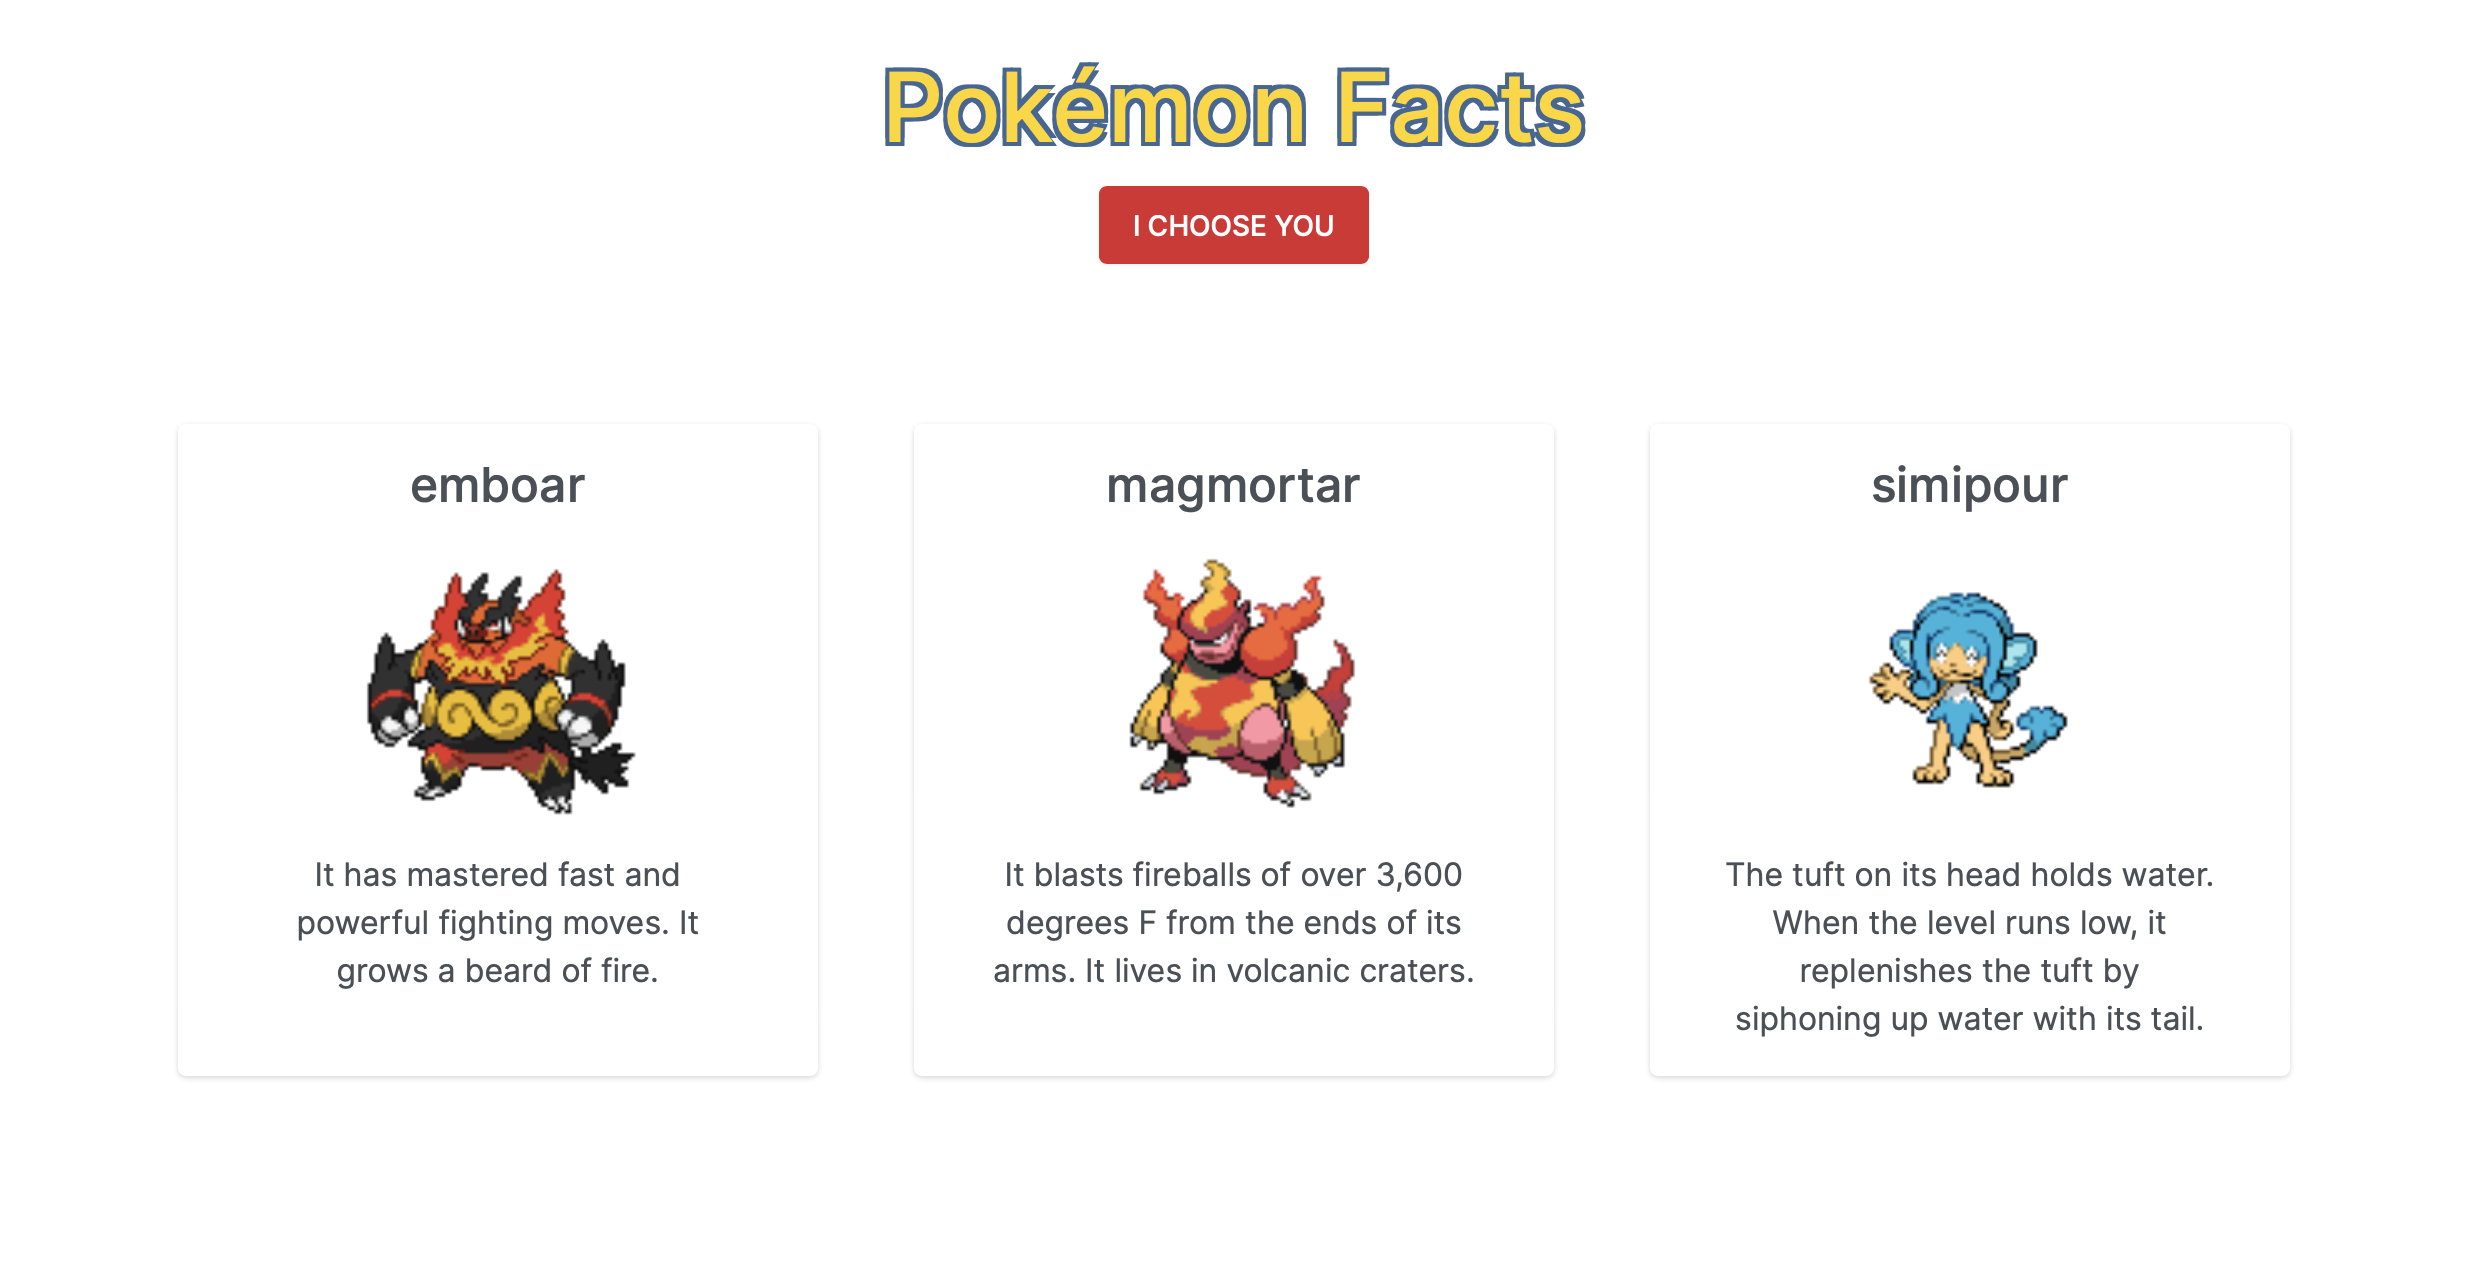 Pokémon Facts
I CHOOSE YOU
emboar
It has mastered fast and
powerful fighting moves. It
grows a beard of fire.
magmortar
It blasts fireballs of over 3,600
degrees F from the ends of its
arms. It lives in volcanic craters.
simipour
The tuft on its head holds water.
When the level runs low, it
replenishes the tuft by
siphoning up water with its tail.